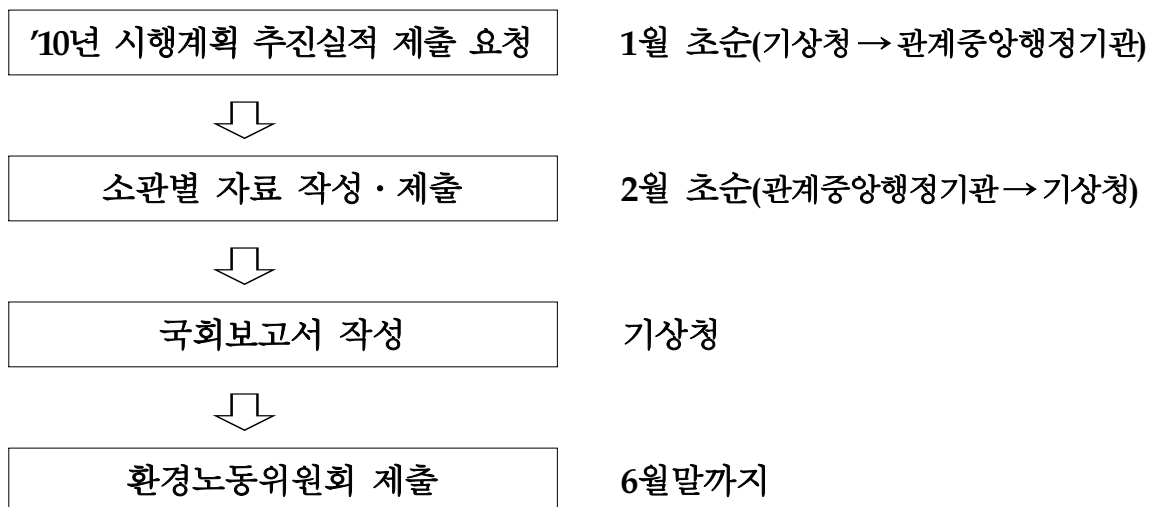 '10년 시행계획 추진실적 제출 요청 1월 초순(기상청→관계중앙행정기관)
소관별 자료 작성·제출 2월 초순(관계중앙행정기관→기상청)
국회보고서 작성 기상청
환경노동위원회 제출 6월말까지